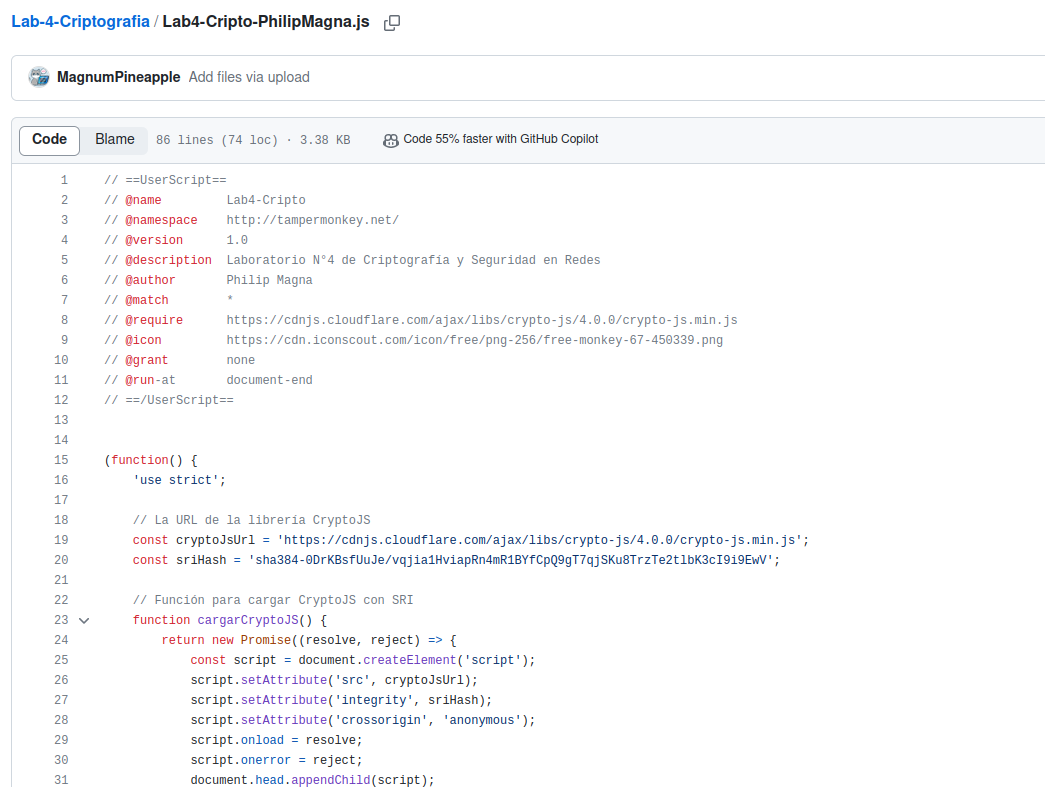 Lab-4-Criptografia / Lab4-Cripto-PhilipMagna.js
MagnumPineapple Add files via upload
Code Blame 86 lines (74 loc) · 3.38 KB Code 55% faster with GitHub Copilot
1 // ==UserScript==
2 // @name Lab4-Cripto
3 // @namespace http://tampermonkey.net/
4 // @version 1.0
5 // @description Laboratorio N°4 de Criptografía y Seguridad en Redes
6 // @author Philip Magna
7 // @match *
8 // @require https://cdnjs.cloudflare.com/ajax/libs/crypto-js/4.0.0/crypto-js.min.js
9 // @icon https://cdn.iconscout.com/icon/free/png-256/free-monkey-67-450339.png
10 // @grant none
11 // @run-at document-end
12 // ==/UserScript==
13
14
15 (function() {
16 'use strict';
17
18 // La URL de la librería CryptoJS
19 const cryptoJsUrl = 'https://cdnjs.cloudflare.com/ajax/libs/crypto-js/4.0.0/crypto-js.min.js';
20 const sriHash = 'sha384-0DrKBsfUuJe/vqjia1HviapRn4mR1BYfCpQ9gT7qjSKu8TrzTe2tlbK3cI9i9EwV';
21
22 // Función para cargar CryptoJS con SRI
23 function cargarCryptoJS() {
24 return new Promise((resolve, reject) => {
25 const script = document.createElement('script');
26 script.setAttribute('src', cryptoJsUrl);
27 script.setAttribute('integrity', sriHash);
28 script.setAttribute('crossorigin', 'anonymous');
29 script.onload = resolve;
30 script.onerror = reject;
31 document.head.appendChild(script);